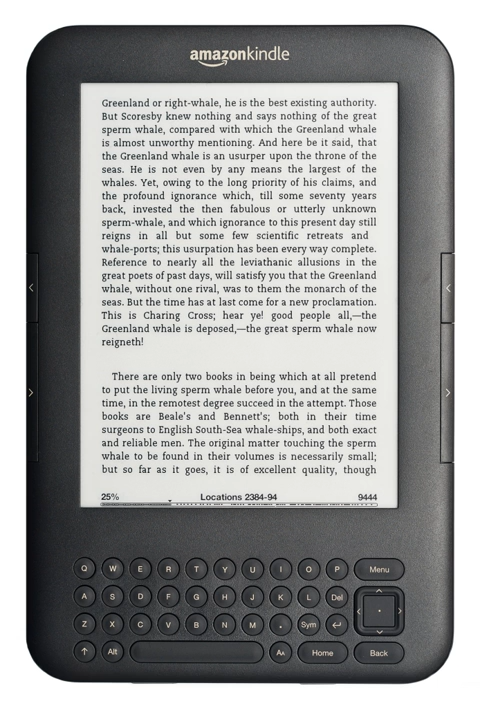 amazonkindle
Greenland or right-whale, he is the best existing authority.
But Scoresby knew nothing and says nothing of the great
sperm whale, compared with which the Greenland whale
is almost unworthy mentioning. And here be it said, that
the Greenland whale is an usurper upon the throne of the
seas. He is not even by any means the largest of the
whales. Yet, owing to the long priority of his claims, and
the profound ignorance which, till some seventy years
back, invested the then fabulous or utterly unknown
sperm-whale, and which ignorance to this present day still
reigns in all but some few scientific retreats and
whale-ports; this usurpation has been every way complete.
Reference to nearly all the leviathanic allusions in the
great poets of past days, will satisfy you that the Greenland
whale, without one rival, was to them the monarch of the
seas. But the time has at last come for a new proclamation.
This is Charing Cross; hear ye! good people all,—the
Greenland whale is deposed,—the great sperm whale now
reigneth!
There are only two books in being which at all pretend
to put the living sperm whale before you, and at the same
time, in the remotest degree succeed in the attempt. Those
books are Beale's and Bennett's; both in their time
surgeons to English South-Sea whale-ships, and both exact
and reliable men. The original matter touching the sperm
whale to be found in their volumes is necessarily small;
but so far as it goes, it is of excellent quality, though
25% Locations 2384-94 9444
Q W E R T Y U I O P Menu
A S D F G H J K L Del
Z X C V B N M . Sym
Alt Aa Home Back